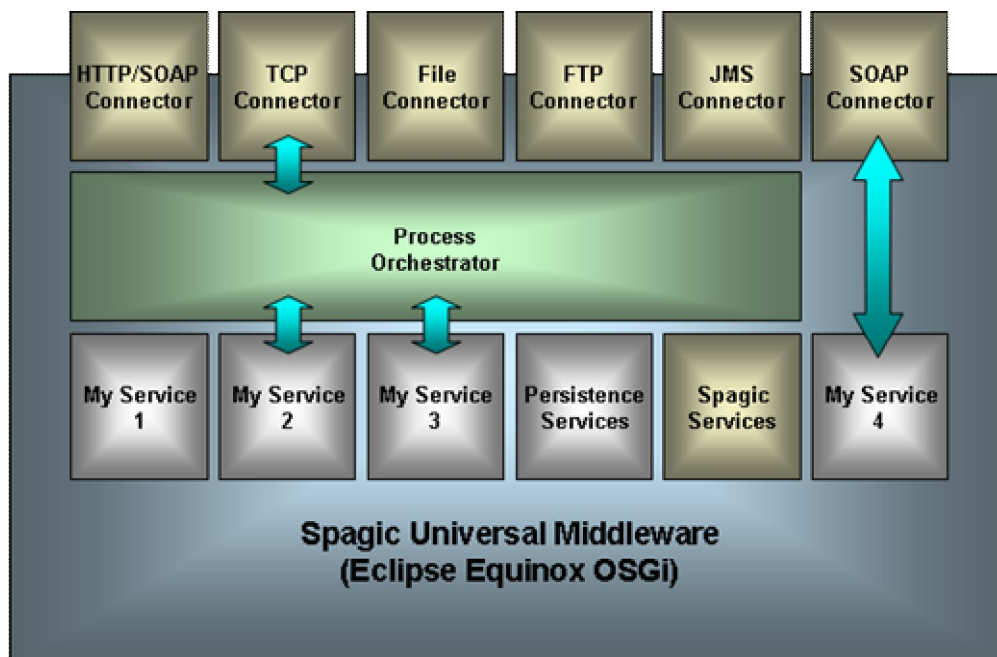 HTTP/SOAP
Connector
TCP
Connector
File
Connector
FTP
Connector
JMS
Connector
SOAP
Connector
Process
Orchestrator
My Service
1
My Service
2
My Service
3
Persistence
Services
Spagic
Services
My Service
4
Spagic Universal Middleware
(Eclipse Equinox OSGi)